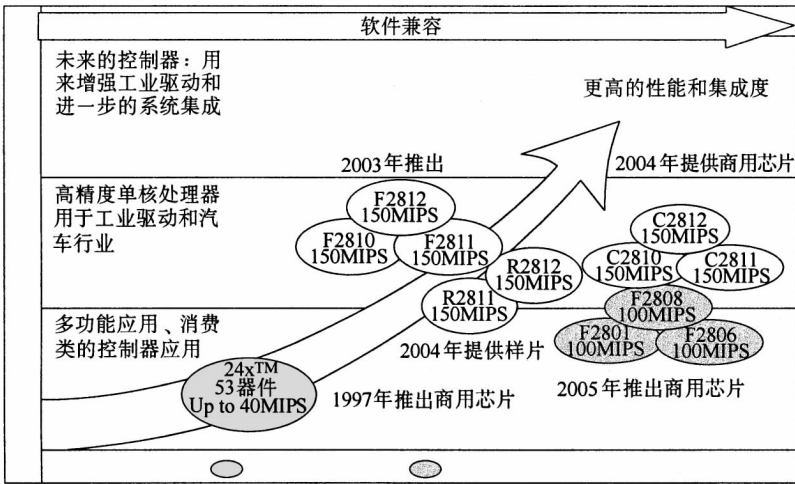 软件兼容
未来的控制器：用
来增强工业驱动和
进一步的系统集成
更高的性能和集成度
2003年推出
2004年提供商用芯片
高精度单核处理器
用于工业驱动和汽
车行业
F2812
150MIPS
F2810
150MIPS
F2811
150MIPS
R2812
150MIPS
R2811
150MIPS
C2812
150MIPS
C2810
150MIPS
C2811
150MIPS
F2808
100MIPS
F2801
100MIPS
F2806
100MIPS
多功能应用、消费
类的控制器应用
2004年提供样片
24x™
53器件
Up to 40MIPS
1997年推出商用芯片
2005年推出商用芯片